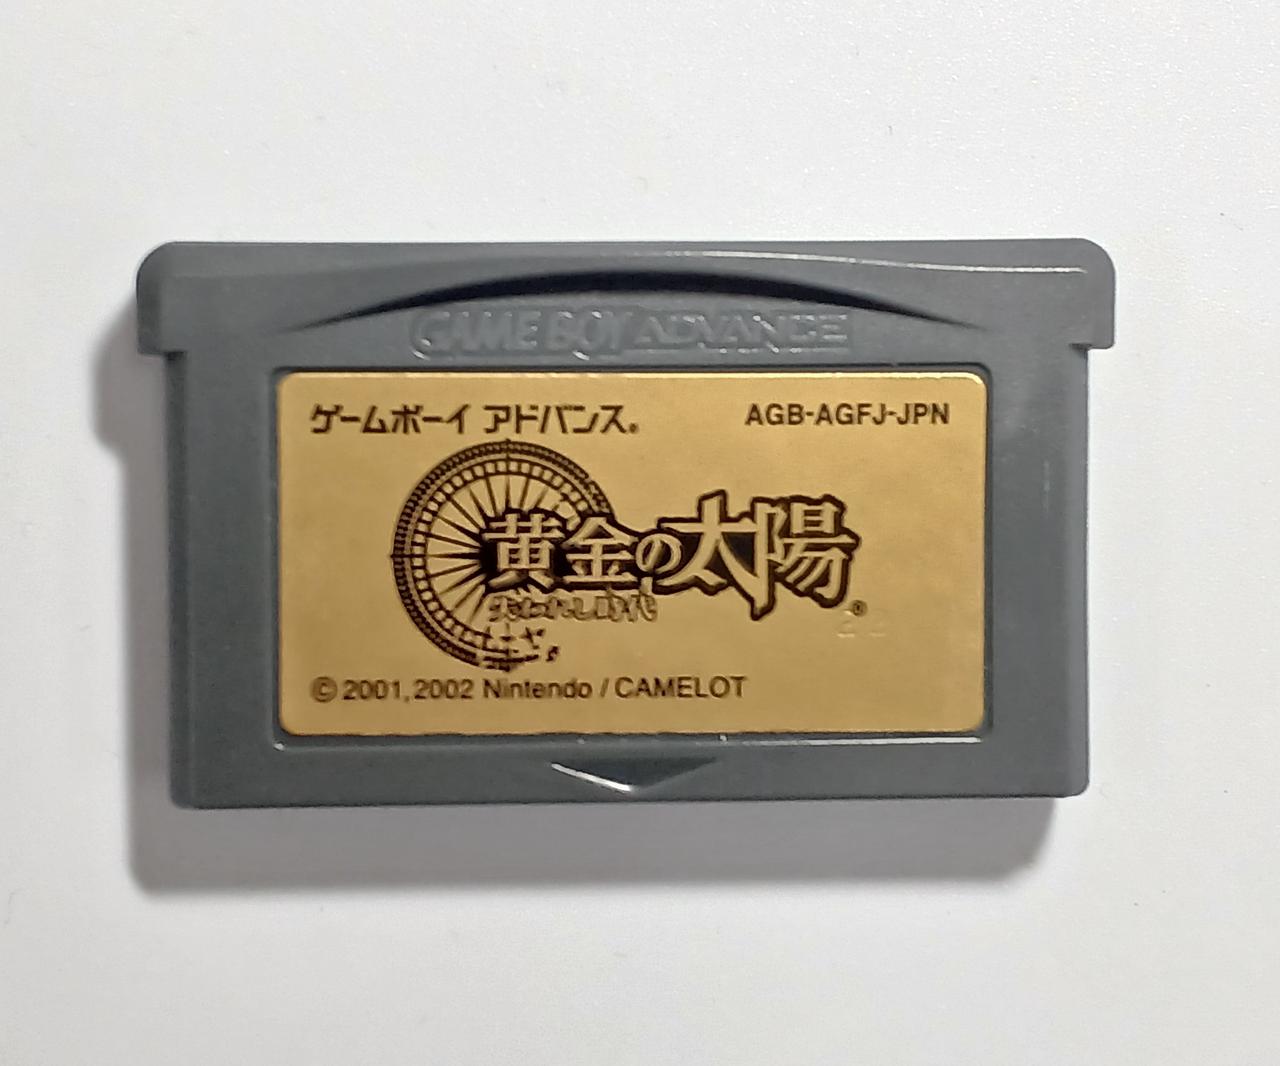 GAME BOY ADVANCE
ゲームボーイ アドバンス®
AGB-AGFJ-JPN
黄金の太陽®
失われし時代
© 2001, 2002 Nintendo / CAMELOT